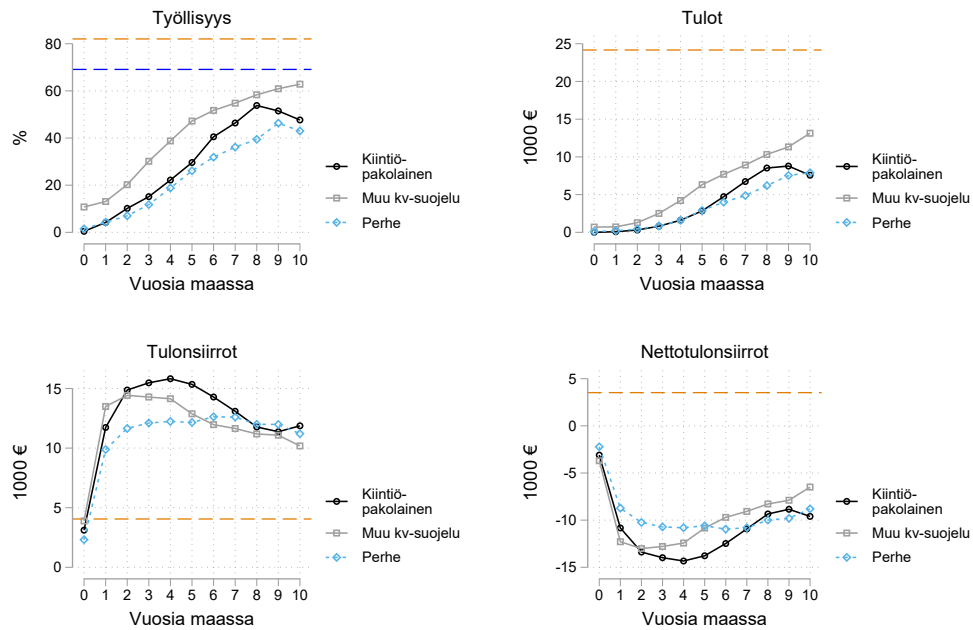 Työllisyys
80
60
40
20
0
%
0 1 2 3 4 5 6 7 8 9 10
Vuosia maassa
Kiintiö-
pakolainen
Muu kv-suojelu
Perhe
Tulot
25
20
15
10
5
0
1000 €
0 1 2 3 4 5 6 7 8 9 10
Vuosia maassa
Kiintiö-
pakolainen
Muu kv-suojelu
Perhe
Tulonsiirrot
15
10
5
0
1000 €
0 1 2 3 4 5 6 7 8 9 10
Vuosia maassa
Kiintiö-
pakolainen
Muu kv-suojelu
Perhe
Nettotulonsiirrot
5
0
-5
-10
-15
1000 €
0 1 2 3 4 5 6 7 8 9 10
Vuosia maassa
Kiintiö-
pakolainen
Muu kv-suojelu
Perhe